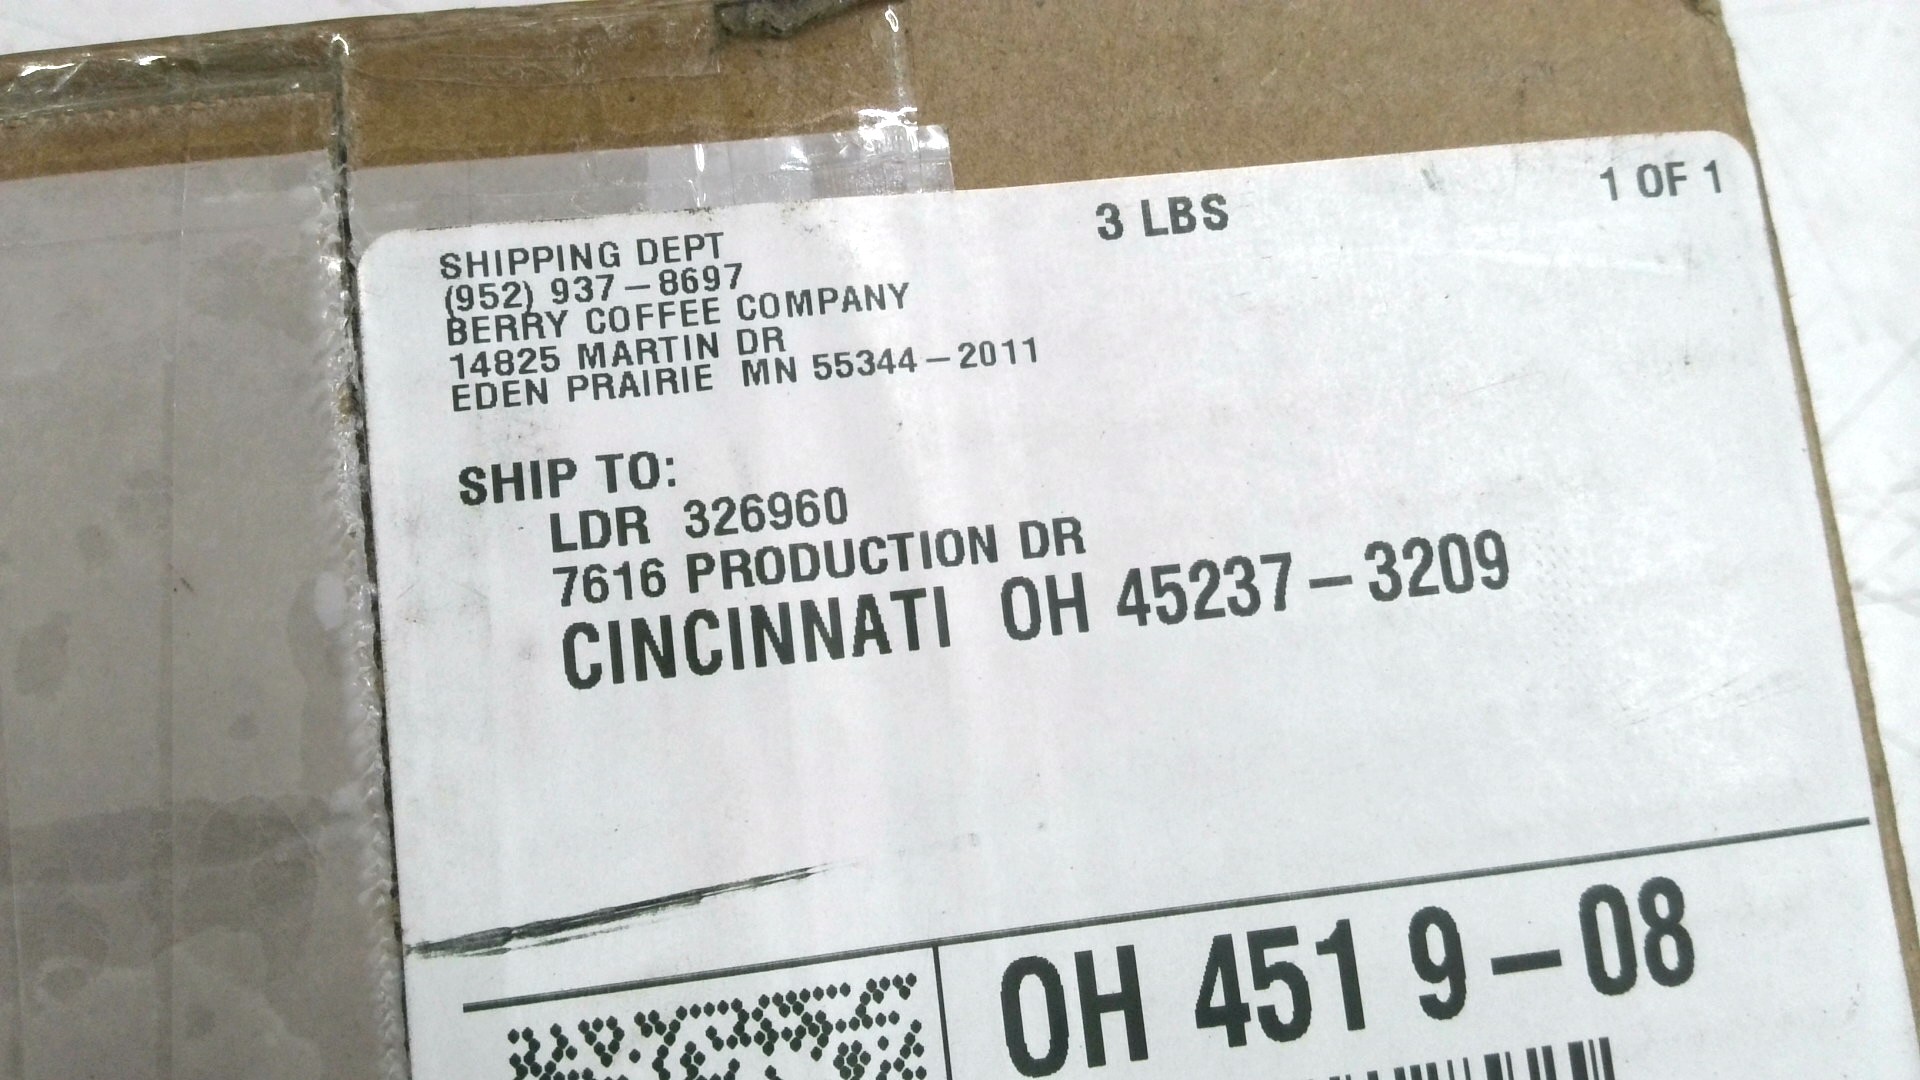 1 OF 1
3 LBS
SHIPPING DEPT
(952) 937-8697
BERRY COFFEE COMPANY
14825 MARTIN DR
EDEN PRAIRIE MN 55344-2011
SHIP TO:
LDR 326960
7616 PRODUCTION DR
CINCINNATI OH 45237-3209
OH 451 9-08